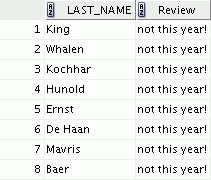 LAST_NAME Review
1 King not this year!
2 Whalen not this year!
3 Kochhar not this year!
4 Hunold not this year!
5 Ernst not this year!
6 De Haan not this year!
7 Mavris not this year!
8 Baer not this year!